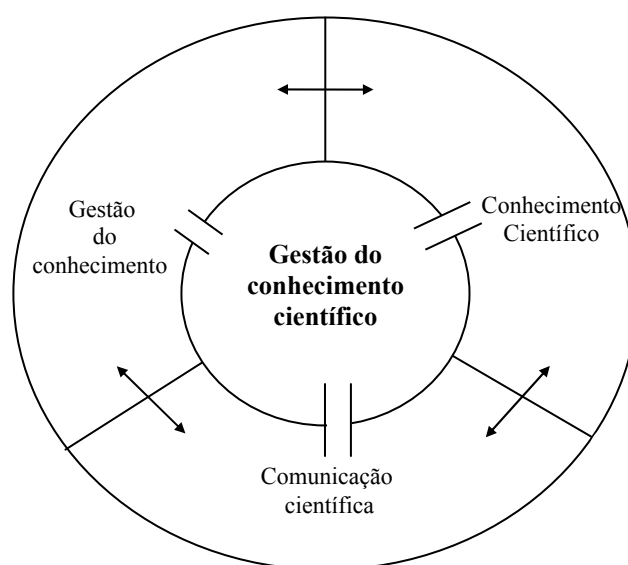 Gestão
do
conhecimento
Conhecimento
Científico
Gestão do
conhecimento
científico
Comunicação
científica